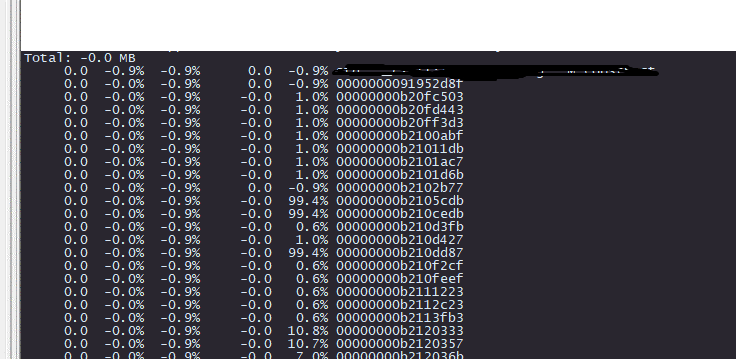 Total: -0.0 MB
0.0 -0.9% -0.9% 0.0 -0.9%
0.0 -0.0% -0.9% 0.0 -0.9% 0000000091952d8f
0.0 -0.0% -0.9% -0.0 1.0% 00000000b20fc503
0.0 -0.0% -0.9% -0.0 1.0% 00000000b20fd443
0.0 -0.0% -0.9% -0.0 1.0% 00000000b20ff3d3
0.0 -0.0% -0.9% -0.0 1.0% 00000000b2100abf
0.0 -0.0% -0.9% -0.0 1.0% 00000000b21011db
0.0 -0.0% -0.9% -0.0 1.0% 00000000b2101ac7
0.0 -0.0% -0.9% -0.0 1.0% 00000000b2101d6b
0.0 -0.0% -0.9% 0.0 -0.9% 00000000b2102b77
0.0 -0.0% -0.9% -0.0 99.4% 00000000b2105cdb
0.0 -0.0% -0.9% -0.0 99.4% 00000000b210cedb
0.0 -0.0% -0.9% -0.0 0.6% 00000000b210d3fb
0.0 -0.0% -0.9% -0.0 1.0% 00000000b210d427
0.0 -0.0% -0.9% -0.0 99.4% 00000000b210dd87
0.0 -0.0% -0.9% -0.0 0.6% 00000000b210f2cf
0.0 -0.0% -0.9% -0.0 0.6% 00000000b210feef
0.0 -0.0% -0.9% -0.0 0.6% 00000000b2111223
0.0 -0.0% -0.9% -0.0 0.6% 00000000b2112c23
0.0 -0.0% -0.9% -0.0 0.6% 00000000b2113fb3
0.0 -0.0% -0.9% -0.0 10.8% 00000000b2120333
0.0 -0.0% -0.9% -0.0 10.7% 00000000b2120357
0.0 -0.0% -0.9% -0.0 7.0% 00000000b212036b